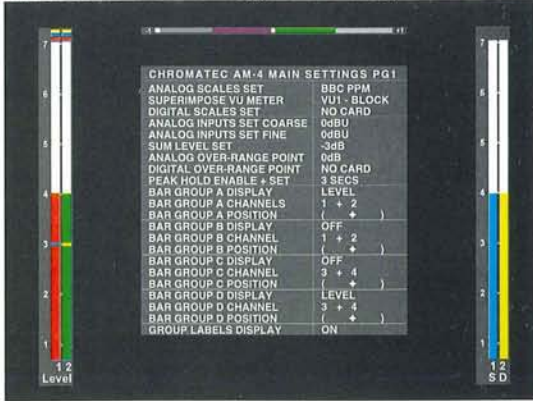 -1 +1
CHROMATEC AM-4 MAIN SETTINGS PG1
ANALOG SCALES SET BBC PPM
SUPERIMPOSE VU METER VU1 - BLOCK
DIGITAL SCALES SET NO CARD
ANALOG INPUTS SET COARSE 0dBU
ANALOG INPUTS SET FINE 0dBU
SUM LEVEL SET -3dB
ANALOG OVER-RANGE POINT 0dB
DIGITAL OVER-RANGE POINT NO CARD
PEAK HOLD ENABLE + SET 3 SECS
BAR GROUP A DISPLAY LEVEL
BAR GROUP A CHANNELS 1 + 2
BAR GROUP A POSITION ( + )
BAR GROUP B DISPLAY OFF
BAR GROUP B CHANNEL 1 + 2
BAR GROUP B POSITION ( + )
BAR GROUP C DISPLAY OFF
BAR GROUP C CHANNEL 3 + 4
BAR GROUP C POSITION ( + )
BAR GROUP D DISPLAY LEVEL
BAR GROUP D CHANNEL 3 + 4
BAR GROUP D POSITION ( + )
GROUP LABELS DISPLAY ON
7
6
5
4
3
2
1
1 2
Level
7
6
5
4
3
2
1
1 2
S D